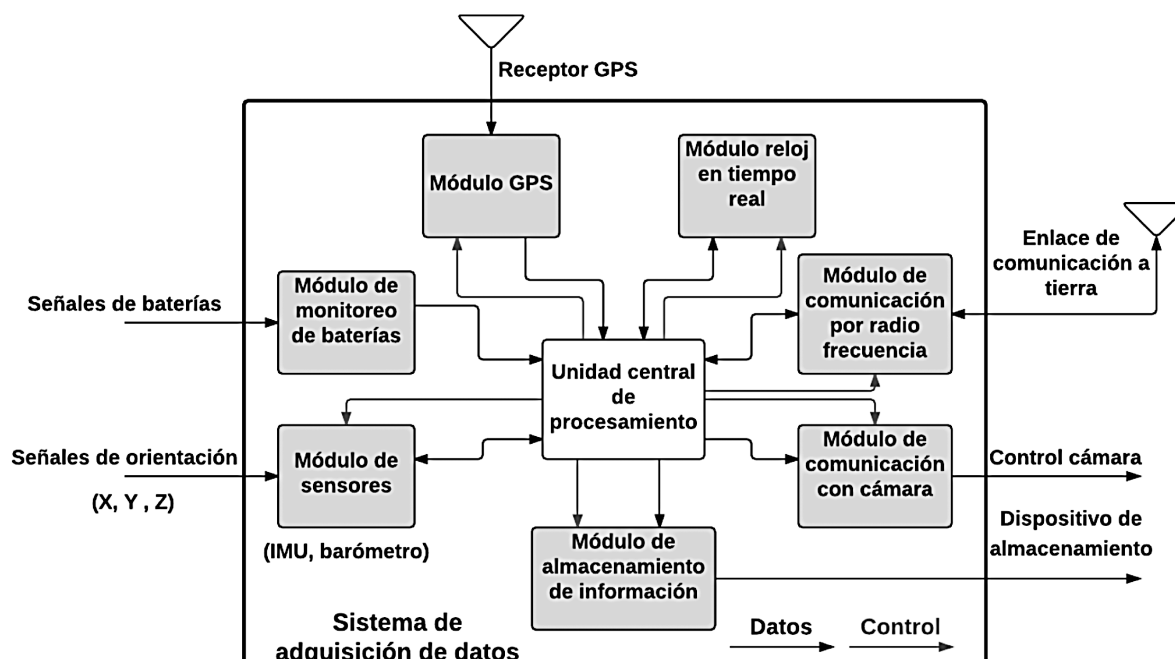 Receptor GPS
Módulo GPS
Módulo reloj
en tiempo
real
Enlace de
comunicación a
tierra
Módulo de
comunicación
por radio
frecuencia
Señales de baterías
Módulo de
monitoreo
de baterías
Unidad central
de
procesamiento
Señales de orientación
(X, Y , Z)
Módulo de
sensores
(IMU, barómetro)
Módulo de
comunicación
con cámara
Control cámara
Dispositivo de
almacenamiento
Módulo de
almacenamiento
de información
Sistema de
adquisición de datos
Datos
Control